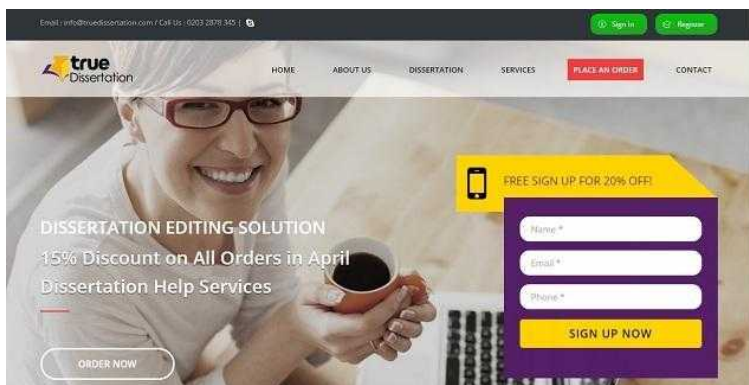 Email : info@truedissertation.com / Call Us : 0203 2878 345 |
Sign In
Register
true
Dissertation
HOME
ABOUT US
DISSERTATION
SERVICES
PLACE AN ORDER
CONTACT
FREE SIGN UP FOR 20% OFF!
DISSERTATION EDITING SOLUTION
15% Discount on All Orders in April
Dissertation Help Services
ORDER NOW
Name *
Email *
Phone *
SIGN UP NOW